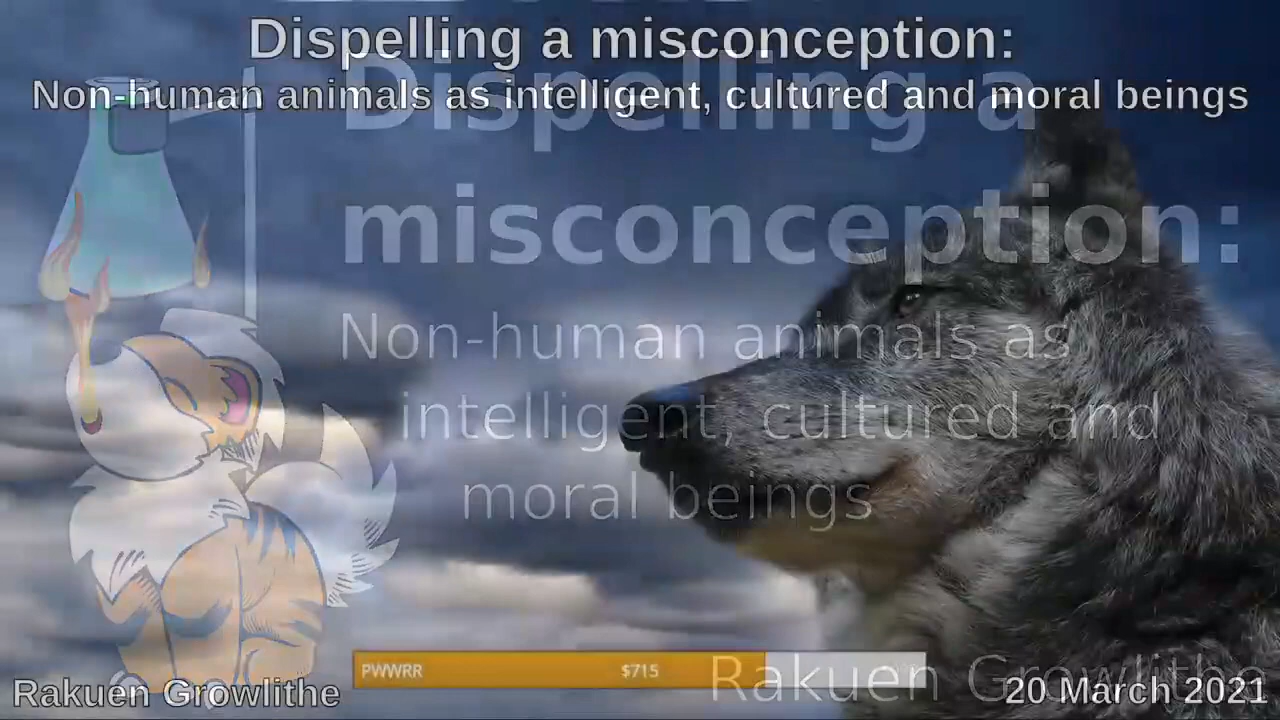 Dispelling a misconception:
Non-human animals as intelligent, cultured and moral beings
Dispelling a
misconception:
Non-human animals as
intelligent, cultured and
moral beings
PWWRR $715
Rakuen Growlithe
Rakuen Growlithe
20 March 2021